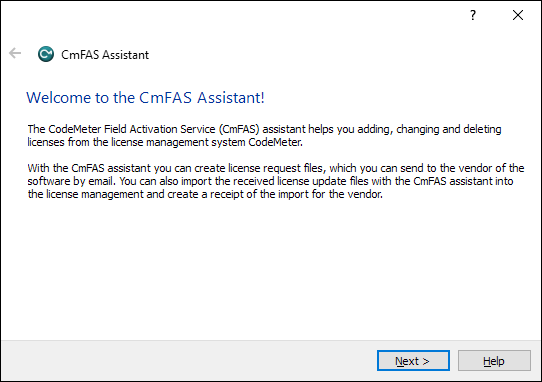 ?
CmFAS Assistant
Welcome to the CmFAS Assistant!
The CodeMeter Field Activation Service (CmFAS) assistant helps you adding, changing and deleting
licenses from the license management system CodeMeter.
With the CmFAS assistant you can create license request files, which you can send to the vendor of the
software by email. You can also import the received license update files with the CmFAS assistant into
the license management and create a receipt of the import for the vendor.
Next >
Help